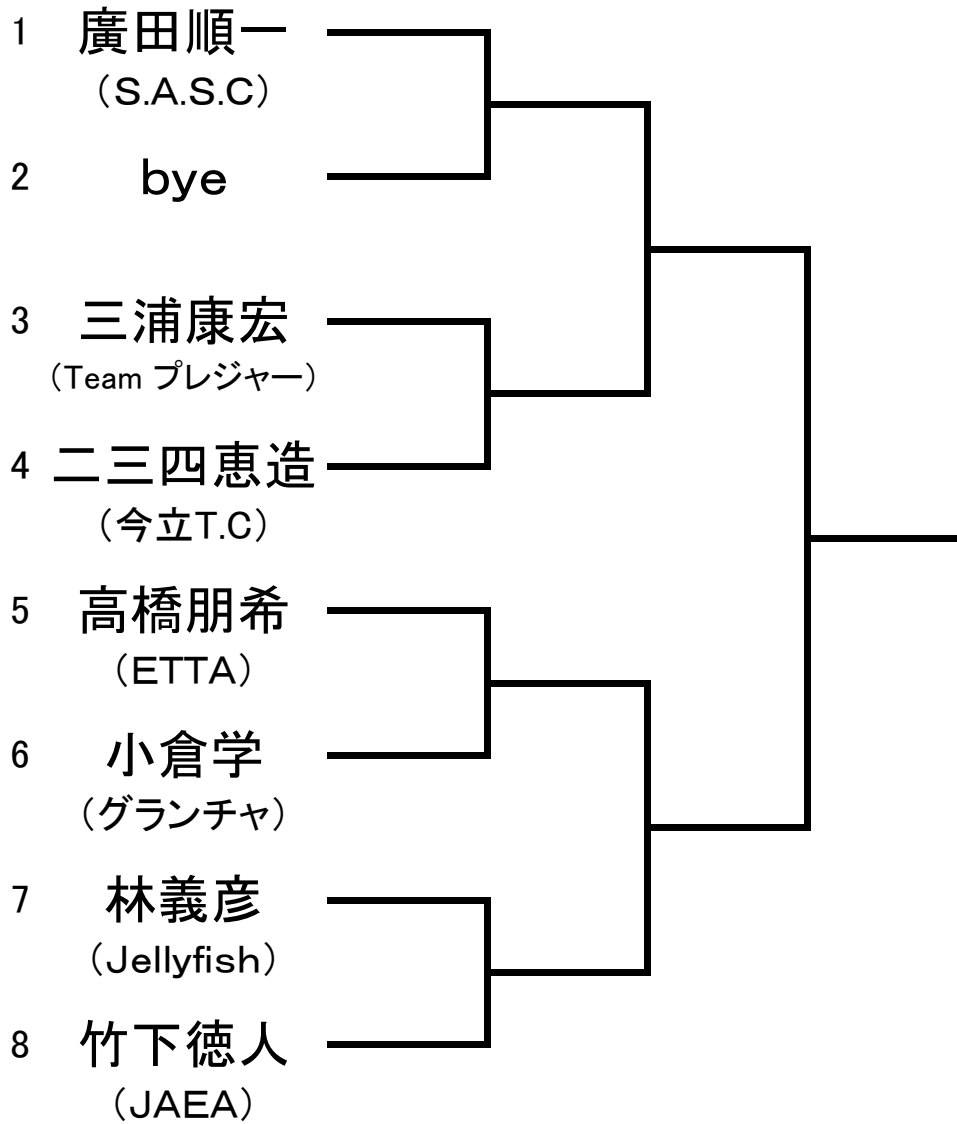 1 廣田順一
（S.A.S.C）
2 bye
3 三浦康宏
（Team プレジャー）
4 二三四恵造
（今立T.C）
5 高橋朋希
（ETTA）
6 小倉学
（グランチャ）
7 林義彦
（Jellyfish）
8 竹下徳人
（JAEA）